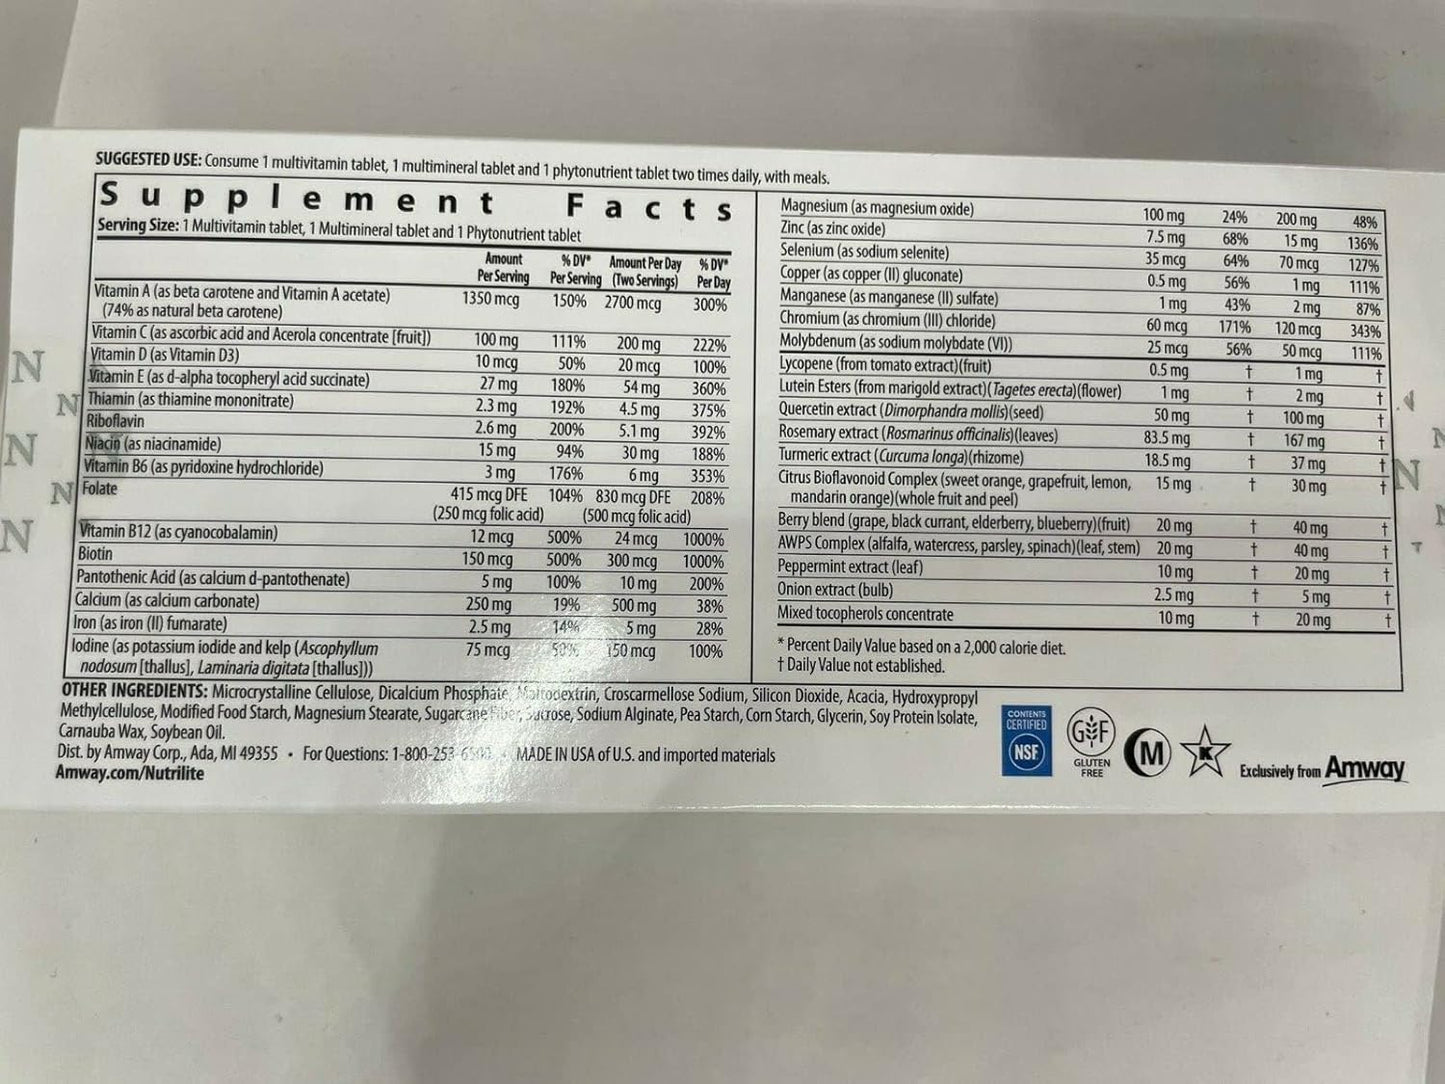 SUGGESTED USE: Consume 1 multivitamin tablet, 1 multimineral tablet and 1 phytonutrient tablet two times daily, with meals.
Supplement Facts
Serving Size: 1 Multivitamin tablet, 1 Multimineral tablet and 1 Phytonutrient tablet
Amount Per Serving % DV* Per Serving Amount Per Day (Two Servings) % DV* Per Day
Vitamin A (as beta carotene and Vitamin A acetate) 1350 mcg 150% 2700 mcg 300%
(74% as natural beta carotene)
Vitamin C (as ascorbic acid and Acerola concentrate [fruit]) 100 mg 111% 200 mg 222%
Vitamin D (as Vitamin D3) 10 mcg 50% 20 mcg 100%
Vitamin E (as d-alpha tocopheryl acid succinate) 27 mg 180% 54 mg 360%
Thiamin (as thiamine mononitrate) 2.3 mg 192% 4.5 mg 375%
Riboflavin 2.6 mg 200% 5.1 mg 392%
Niacin (as niacinamide) 15 mg 94% 30 mg 188%
Vitamin B6 (as pyridoxine hydrochloride) 3 mg 176% 6 mg 353%
Folate 415 mcg DFE 104% 830 mcg DFE 208%
(250 mcg folic acid) (500 mcg folic acid)
Vitamin B12 (as cyanocobalamin) 12 mcg 500% 24 mcg 1000%
Biotin 150 mcg 500% 300 mcg 1000%
Pantothenic Acid (as calcium d-pantothenate) 5 mg 100% 10 mg 200%
Calcium (as calcium carbonate) 250 mg 19% 500 mg 38%
Iron (as iron (II) fumarate) 2.5 mg 14% 5 mg 28%
Iodine (as potassium iodide and kelp (Ascophyllum 75 mcg 50% 150 mcg 100%
nodosum [thallus], Laminaria digitata [thallus]))
Magnesium (as magnesium oxide) 100 mg 24% 200 mg 48%
Zinc (as zinc oxide) 7.5 mg 68% 15 mg 136%
Selenium (as sodium selenite) 35 mcg 64% 70 mcg 127%
Copper (as copper (II) gluconate) 0.5 mg 56% 1 mg 111%
Manganese (as manganese (II) sulfate) 1 mg 43% 2 mg 87%
Chromium (as chromium (III) chloride) 60 mcg 171% 120 mcg 343%
Molybdenum (as sodium molybdate (VI)) 25 mcg 56% 50 mcg 111%
Lycopene (from tomato extract)(fruit) 0.5 mg † 1 mg †
Lutein Esters (from marigold extract)(Tagetes erecta)(flower) 1 mg † 2 mg †
Quercetin extract (Dimorphandra mollis)(seed) 50 mg † 100 mg †
Rosemary extract (Rosmarinus officinalis)(leaves) 83.5 mg † 167 mg †
Turmeric extract (Curcuma longa)(rhizome) 18.5 mg † 37 mg †
Citrus Bioflavonoid Complex (sweet orange, grapefruit, lemon, 15 mg † 30 mg †
mandarin orange)(whole fruit and peel)
Berry blend (grape, black currant, elderberry, blueberry)(fruit) 20 mg † 40 mg †
AWPS Complex (alfalfa, watercress, parsley, spinach)(leaf, stem) 20 mg † 40 mg †
Peppermint extract (leaf) 10 mg † 20 mg †
Onion extract (bulb) 2.5 mg † 5 mg †
Mixed tocopherols concentrate 10 mg † 20 mg †
* Percent Daily Value based on a 2,000 calorie diet.
† Daily Value not established.
OTHER INGREDIENTS: Microcrystalline Cellulose, Dicalcium Phosphate, Maltodextrin, Croscarmellose Sodium, Silicon Dioxide, Acacia, Hydroxypropyl
Methylcellulose, Modified Food Starch, Magnesium Stearate, Sugarcane Fiber, Sucrose, Sodium Alginate, Pea Starch, Corn Starch, Glycerin, Soy Protein Isolate,
Carnauba Wax, Soybean Oil.
Dist. by Amway Corp., Ada, MI 49355 • For Questions: 1-800-253- • MADE IN USA of U.S. and imported materials
Amway.com/Nutrilite
CONTENTS
CERTIFIED
NSF
GF
GLUTEN
FREE
M
K
Exclusively from Amway
N
N
N
N
N
N
N